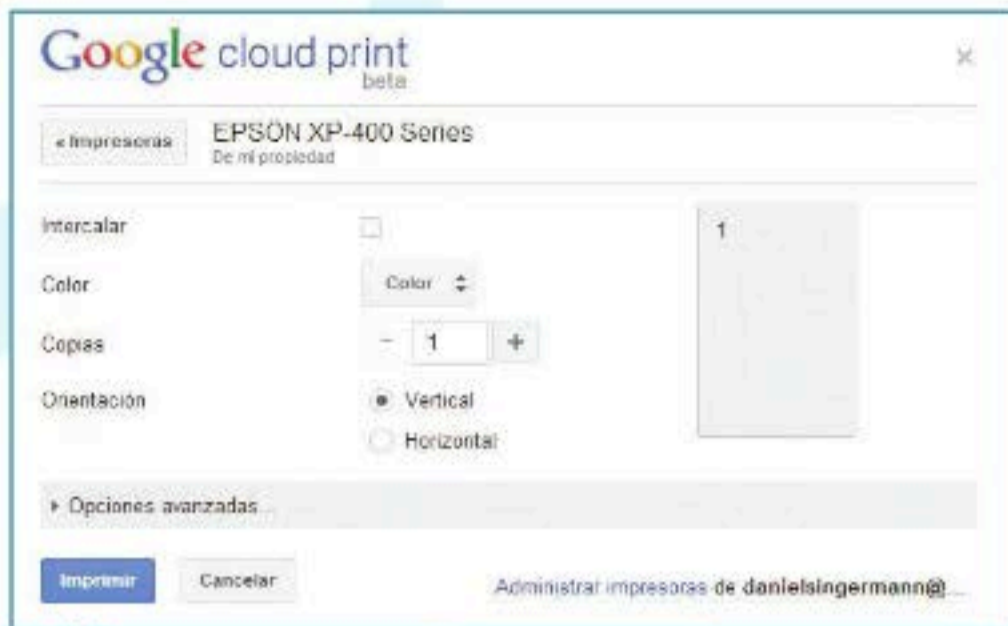 Google cloud print
beta
×
« Impresoras
EPSON XP-400 Series
De mi propiedad
Intercalar
Color
Color
Copias
- 1 +
Orientación
Vertical
Horizontal
1
Opciones avanzadas...
Imprimir
Cancelar
Administrar impresoras de danielsingermann@...